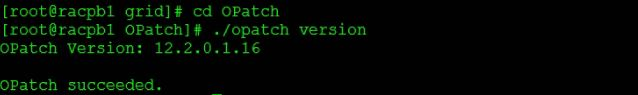 [root@racpb1 grid]# cd OPatch
[root@racpb1 OPatch]# ./opatch version
OPatch Version: 12.2.0.1.16
OPatch succeeded.